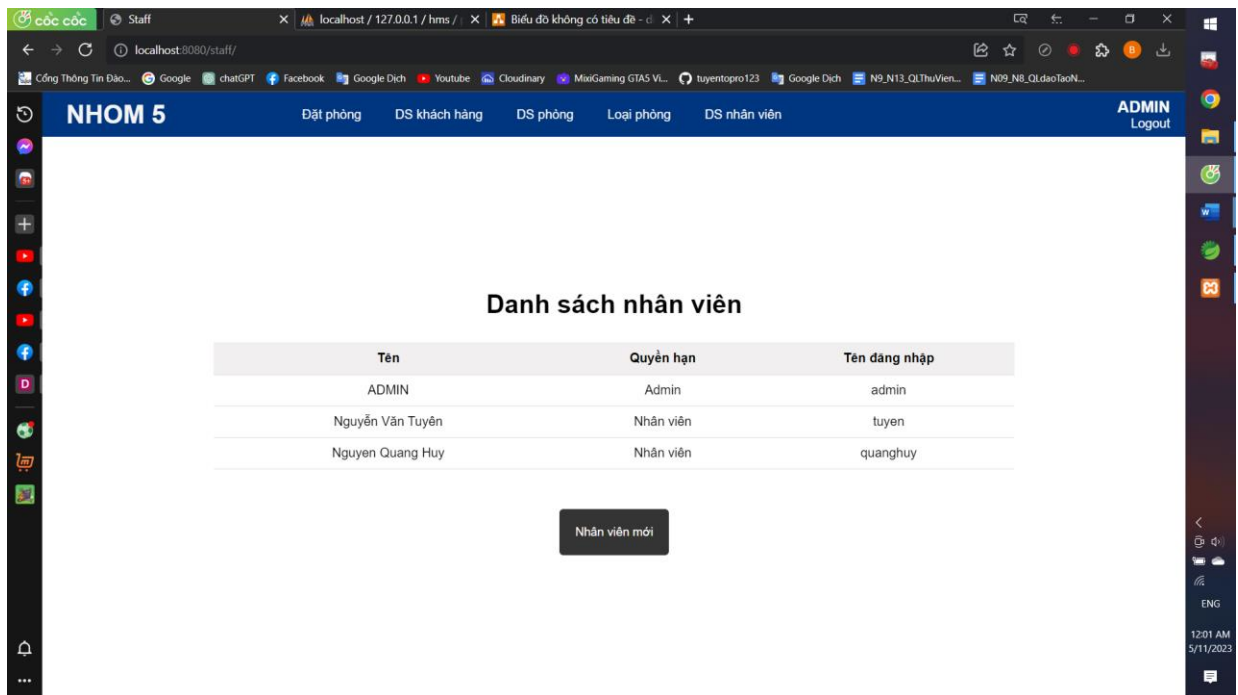 cốc cốc Staff localhost / 127.0.0.1 / hms / Biểu đồ không có tiêu đề - d
localhost:8080/staff/
Cổng Thông Tin Đào... Google chatGPT Facebook Google Dịch Youtube Cloudinary MixiGaming GTA5 Vi... tuyentopro123 Google Dịch N9_N13_QLThuVien... N09_N8_QLdaoTaoN...
NHOM 5 Đặt phòng DS khách hàng DS phòng Loại phòng DS nhân viên ADMIN
Logout
Danh sách nhân viên
Tên Quyền hạn Tên đăng nhập
ADMIN Admin admin
Nguyễn Văn Tuyên Nhân viên tuyen
Nguyen Quang Huy Nhân viên quanghuy
Nhân viên mới
ENG
12:01 AM
5/11/2023